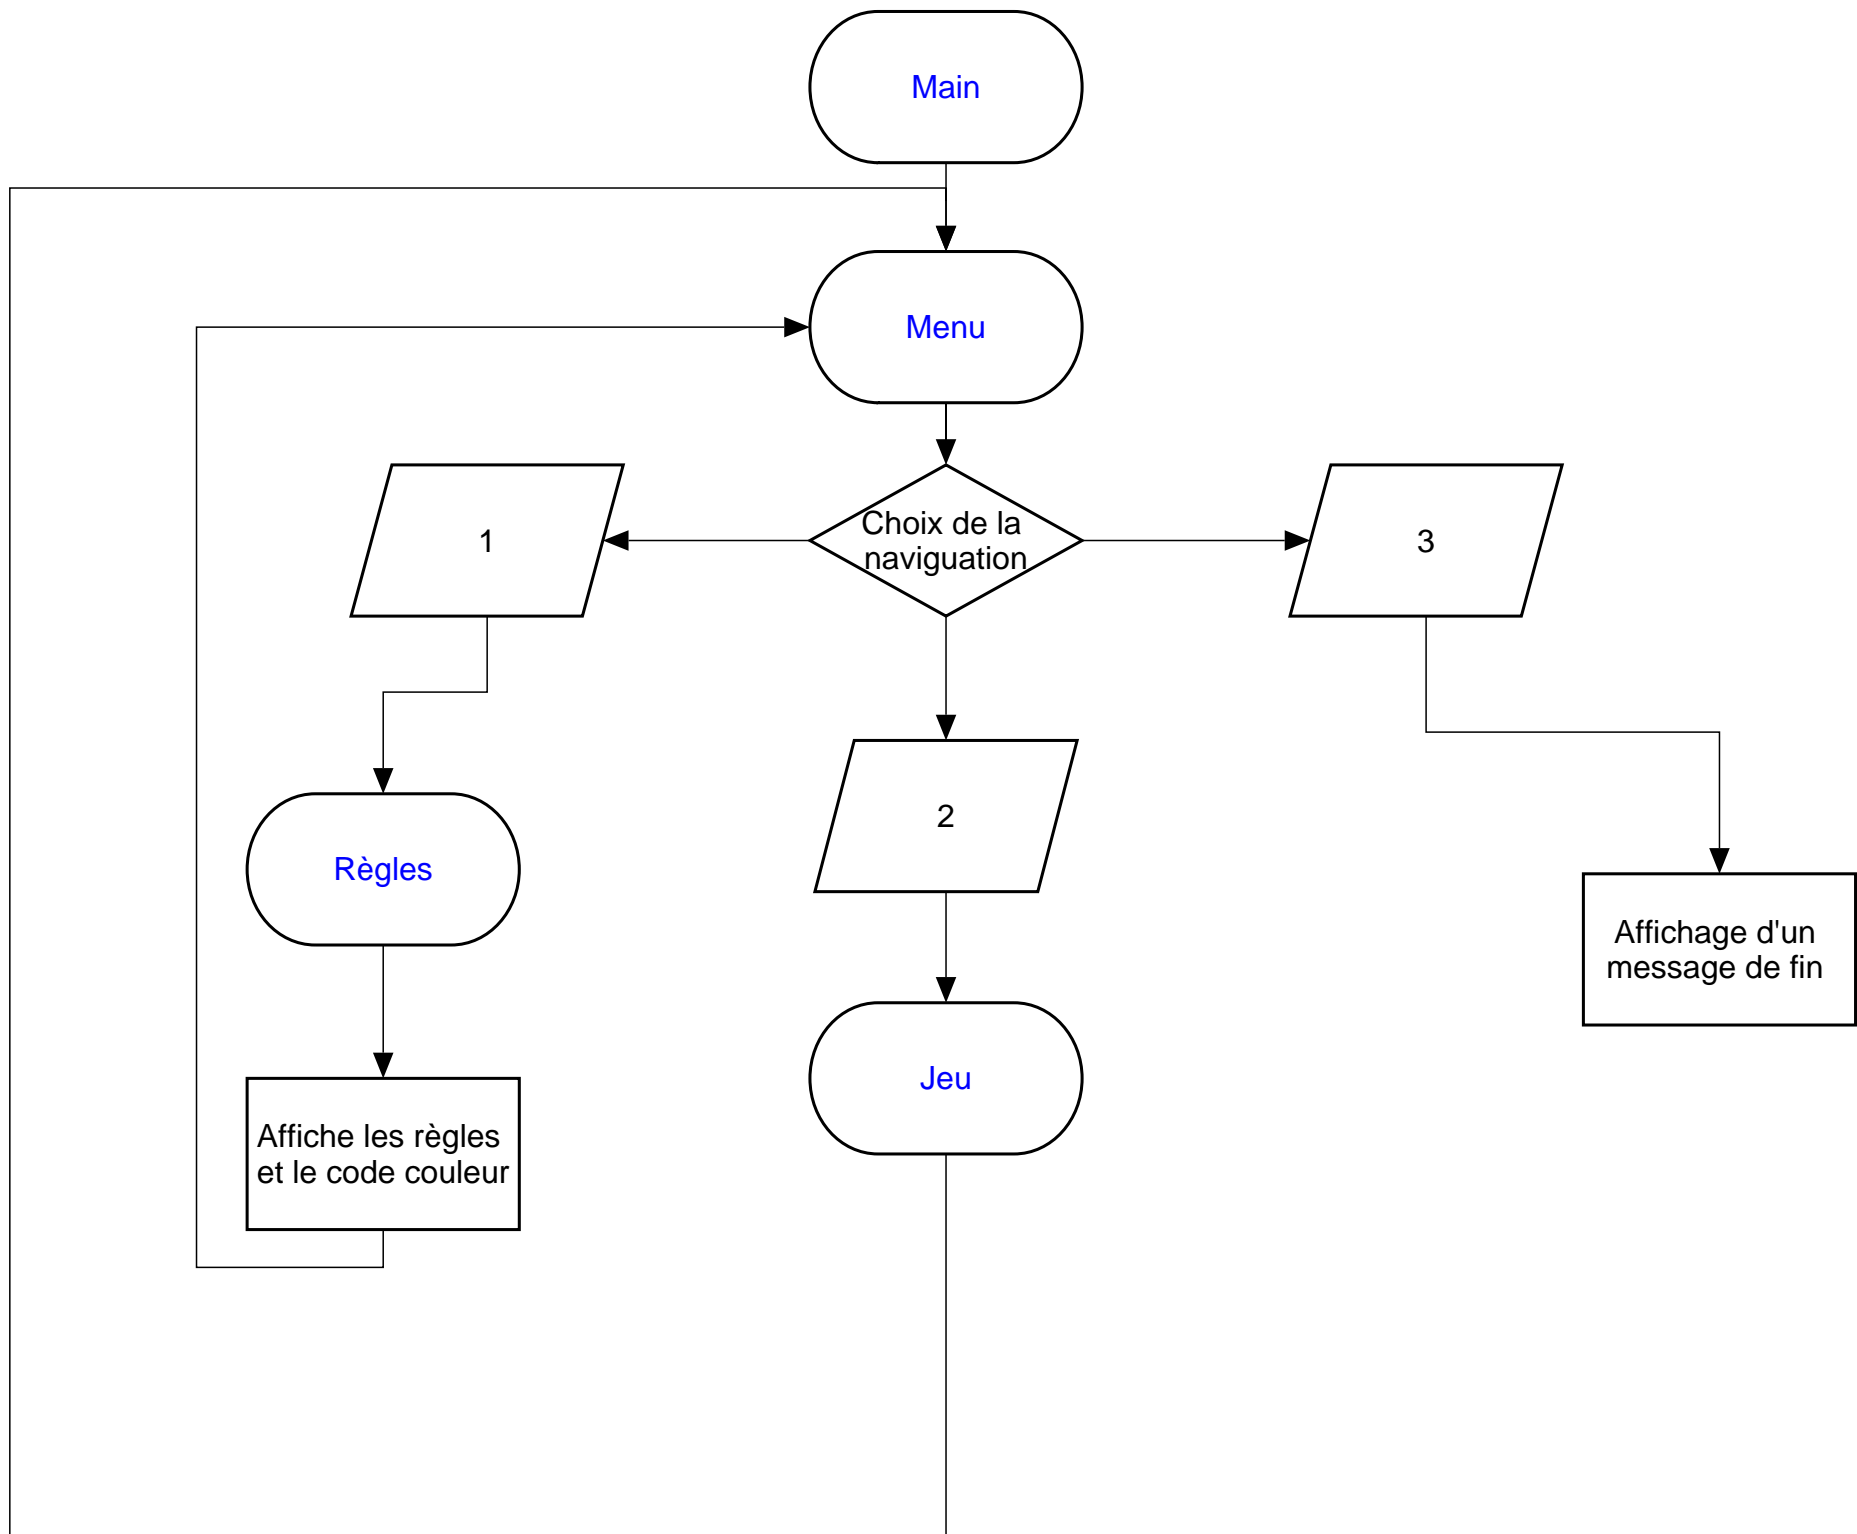 Main
Menu
Choix de la
naviguation
1
3
2
Règles
Affichage d'un
message de fin
Jeu
Affiche les règles
et le code couleur